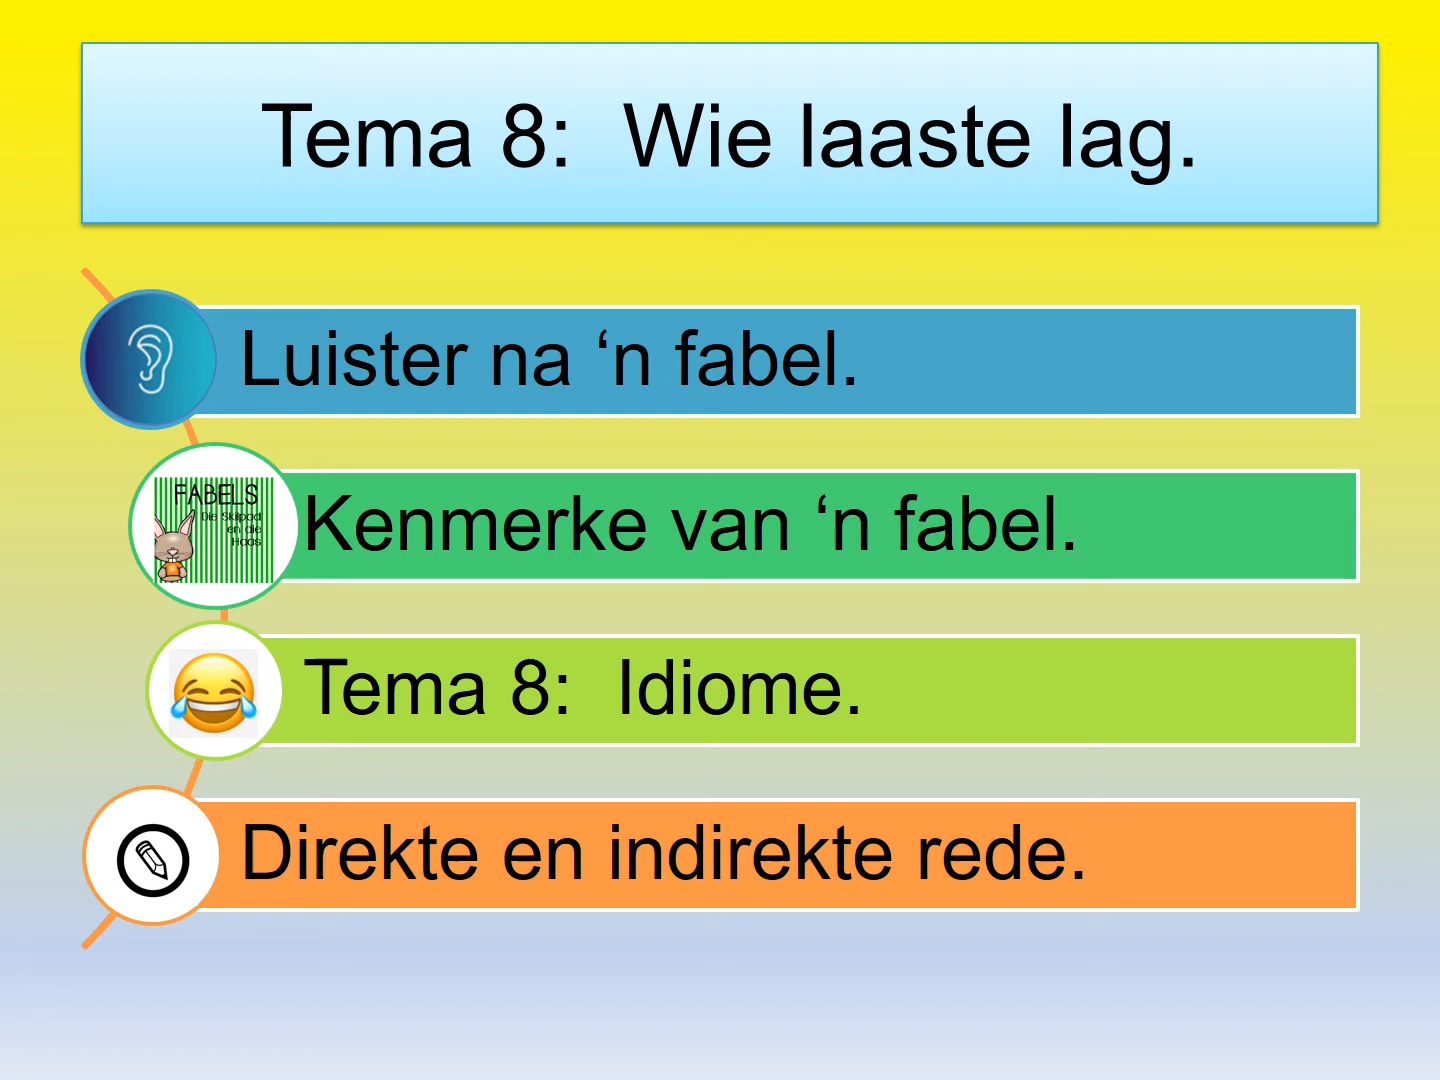 Tema 8:  Wie laaste lag.
Luister na ‘n fabel.
FABELS
Die Skilpad
en die
Haas
Kenmerke van ‘n fabel.
Tema 8:  Idiome.
Direkte en indirekte rede.